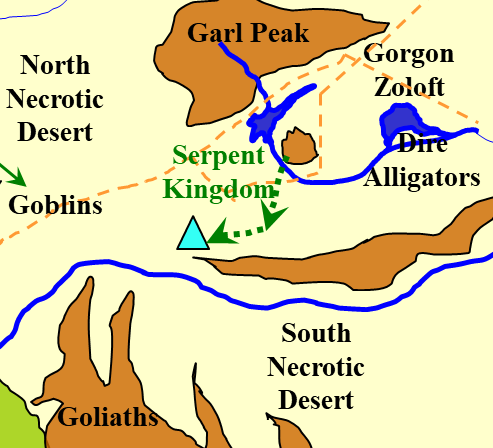 Garl Peak
Gorgon
Zoloft
North
Necrotic
Desert
Dire
Alligators
Serpent
Kingdom
Goblins
South
Necrotic
Desert
Goliaths